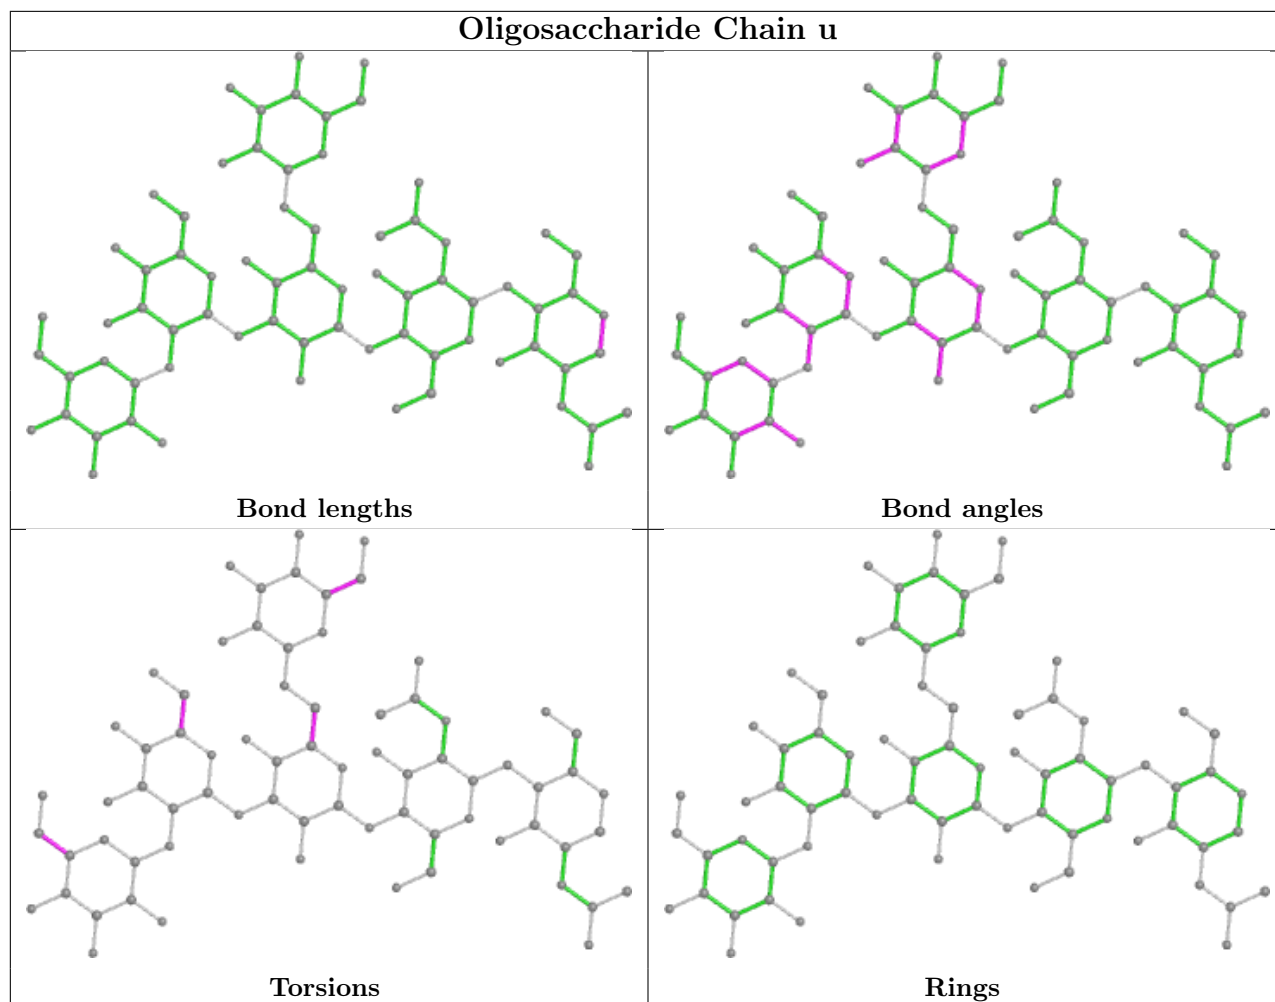 Oligosaccharide Chain u
Bond lengths
Bond angles
Torsions
Rings